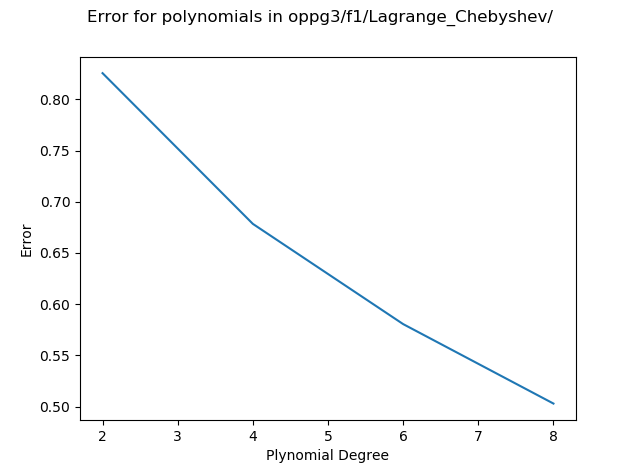 Error for polynomials in oppg3/f1/Lagrange_Chebyshev/
0.80
0.75
0.70
0.65
0.60
0.55
0.50
Error
2 3 4 5 6 7 8
Plynomial Degree